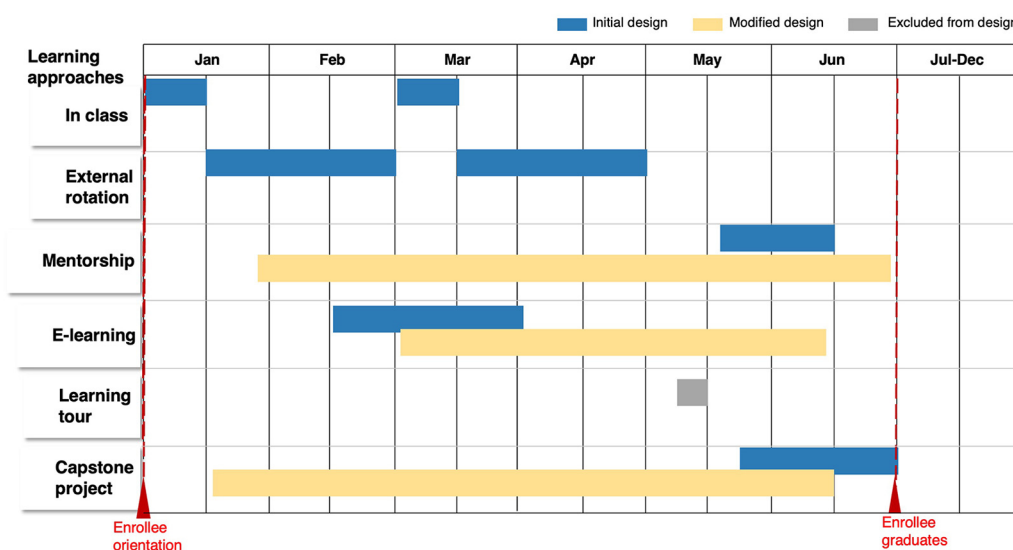 Initial design
Modified design
Excluded from design
Learning
approaches
Jan
Feb
Mar
Apr
May
Jun
Jul-Dec
In class
External
rotation
Mentorship
E-learning
Learning
tour
Capstone
project
Enrollee
orientation
Enrollee
graduates